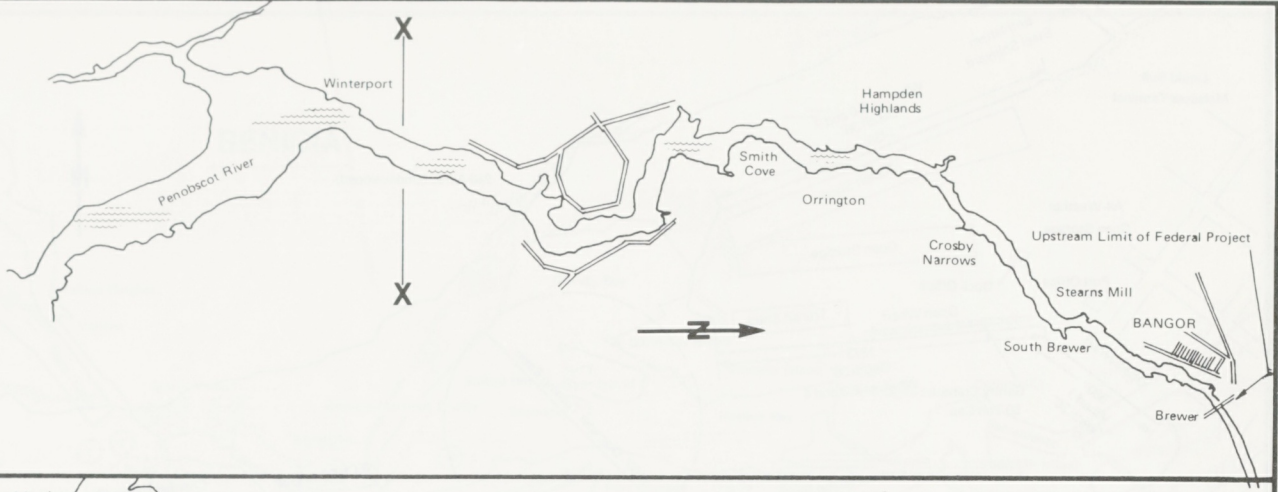 X
Winterport
Hampden
Highlands
Smith
Cove
Penobscot River
Orrington
Upstream Limit of Federal Project
Crosby
Narrows
X
Stearns Mill
N
BANGOR
South Brewer
Brewer